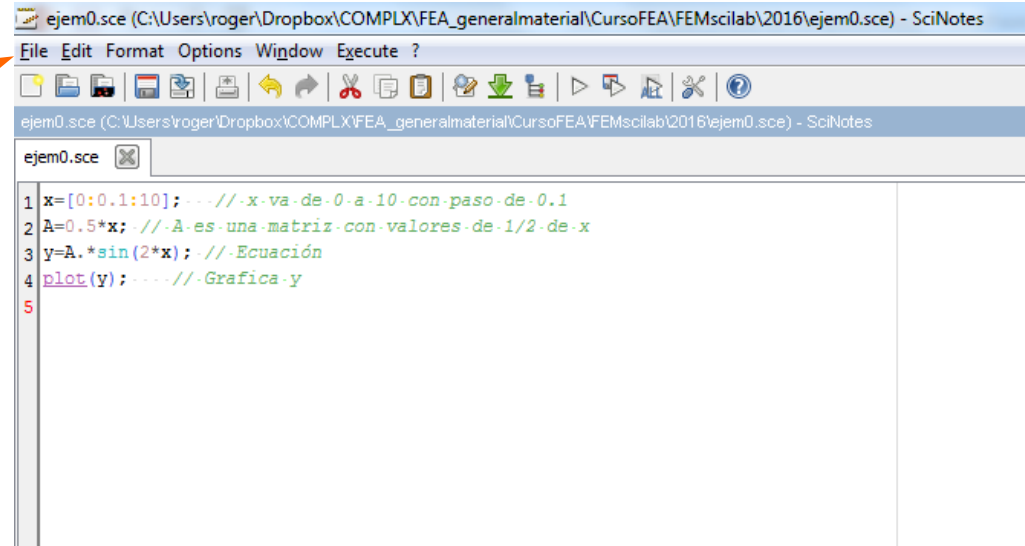 ejem0.sce (C:\Users\roger\Dropbox\COMPLX\FEA_generalmaterial\CursoFEA\FEMscilab\2016\ejem0.sce) - SciNotes
File Edit Format Options Window Execute ?
ejem0.sce (C:\Users\roger\Dropbox\COMPLX\FEA_generalmaterial\CursoFEA\FEMscilab\2016\ejem0.sce) - SciNotes
ejem0.sce
1 x=[0:0.1:10]; // x va de 0 a 10 con paso de 0.1
2 A=0.5*x; // A es una matriz con valores de 1/2 de x
3 y=A.*sin(2*x); // Ecuación
4 plot(y); // Grafica y
5